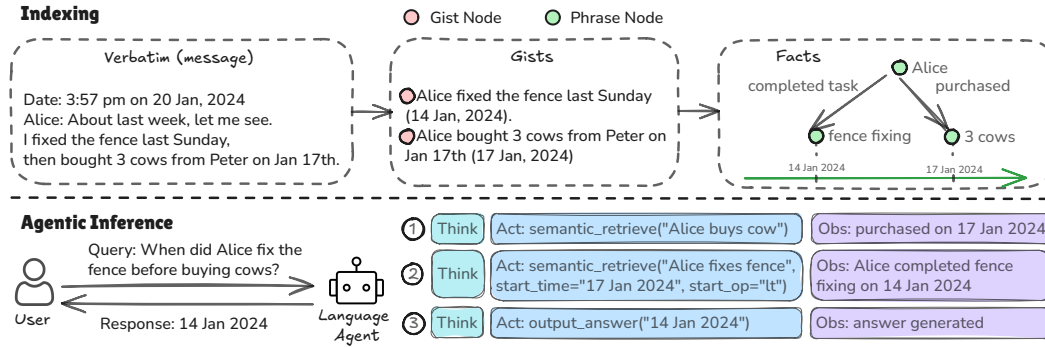 Indexing
Gist Node
Phrase Node
Verbatim (message)
Date: 3:57 pm on 20 Jan, 2024
Alice: About last week, let me see.
I fixed the fence last Sunday,
then bought 3 cows from Peter on Jan 17th.
Gists
Alice fixed the fence last Sunday
(14 Jan, 2024).
Alice bought 3 cows from Peter on
Jan 17th (17 Jan, 2024)
Facts
Alice
completed task
purchased
fence fixing
3 cows
14 Jan 2024
17 Jan 2024
Agentic Inference
Query: When did Alice fix the
fence before buying cows?
User
Response: 14 Jan 2024
Language
Agent
1
Think
Act: semantic_retrieve("Alice buys cow")
Obs: purchased on 17 Jan 2024
2
Think
Act: semantic_retrieve("Alice fixes fence",
start_time="17 Jan 2024", start_op="lt")
Obs: Alice completed fence
fixing on 14 Jan 2024
3
Think
Act: output_answer("14 Jan 2024")
Obs: answer generated